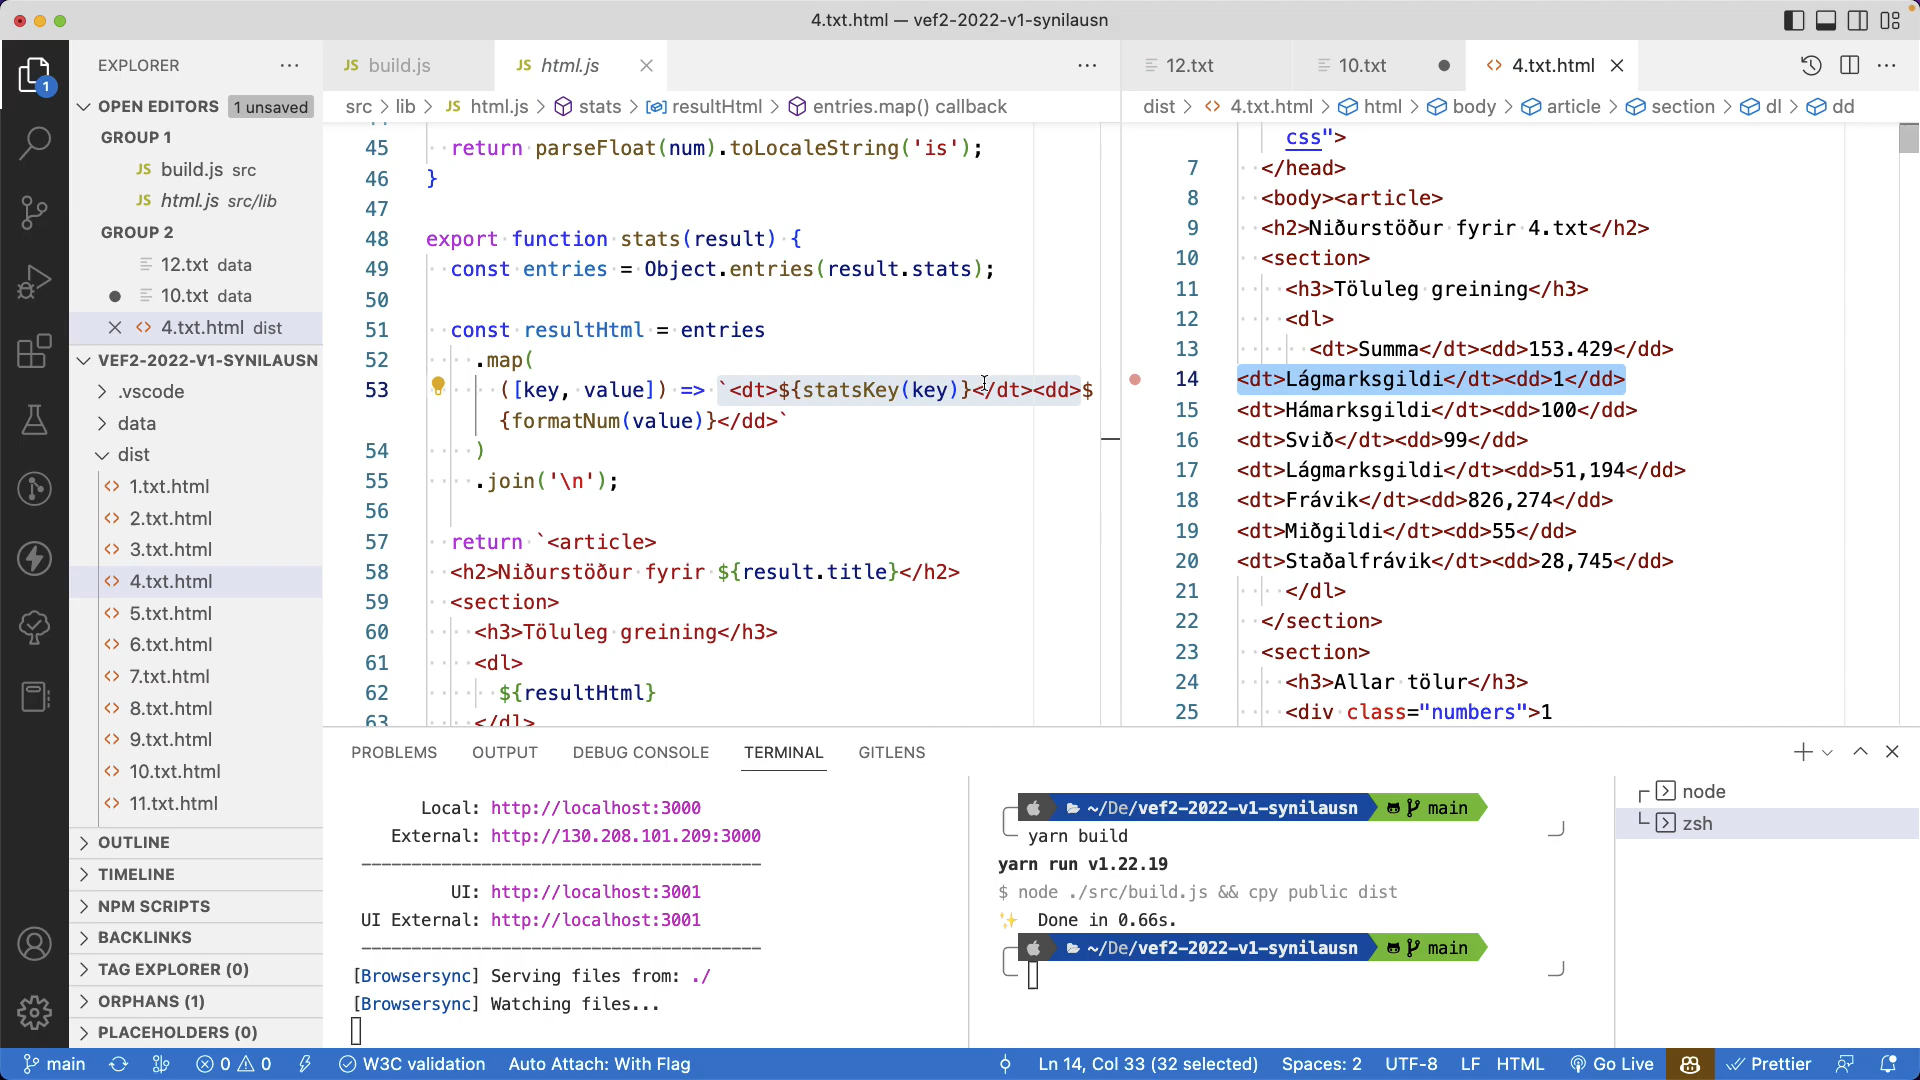 4.txt.html — vef2-2022-v1-synilausn
EXPLORER
OPEN EDITORS 1 unsaved
GROUP 1
JS build.js src
JS html.js src/lib
GROUP 2
12.txt data
10.txt data
4.txt.html dist
VEF2-2022-V1-SYNILAUSN
.vscode
data
dist
1.txt.html
2.txt.html
3.txt.html
4.txt.html
5.txt.html
6.txt.html
7.txt.html
8.txt.html
9.txt.html
10.txt.html
11.txt.html
OUTLINE
TIMELINE
NPM SCRIPTS
BACKLINKS
TAG EXPLORER (0)
ORPHANS (1)
PLACEHOLDERS (0)
1
JS build.js
JS html.js
src > lib > JS html.js > stats > resultHtml > entries.map() callback
45 return parseFloat(num).toLocaleString('is');
46 }
47
48 export function stats(result) {
49 const entries = Object.entries(result.stats);
50
51 const resultHtml = entries
52 .map(
53 ([key, value]) => `<dt>${statsKey(key)}</dt><dd>$
{formatNum(value)}</dd>`
54 )
55 .join('\n');
56
57 return `<article>
58 <h2>Niðurstöður fyrir ${result.title}</h2>
59 <section>
60 <h3>Töluleg greining</h3>
61 <dl>
62 ${resultHtml}
63 </dl>
12.txt
10.txt
4.txt.html
dist > 4.txt.html > html > body > article > section > dl > dd
css">
7 </head>
8 <body><article>
9 <h2>Niðurstöður fyrir 4.txt</h2>
10 <section>
11 <h3>Töluleg greining</h3>
12 <dl>
13 <dt>Summa</dt><dd>153.429</dd>
14 <dt>Lágmarksgildi</dt><dd>1</dd>
15 <dt>Hámarksgildi</dt><dd>100</dd>
16 <dt>Svið</dt><dd>99</dd>
17 <dt>Lágmarksgildi</dt><dd>51,194</dd>
18 <dt>Frávik</dt><dd>826,274</dd>
19 <dt>Miðgildi</dt><dd>55</dd>
20 <dt>Staðalfrávik</dt><dd>28,745</dd>
21 </dl>
22 </section>
23 <section>
24 <h3>Allar tölur</h3>
25 <div class="numbers">1
PROBLEMS OUTPUT DEBUG CONSOLE TERMINAL GITLENS
Local: http://localhost:3000
External: http://130.208.101.209:3000
UI: http://localhost:3001
UI External: http://localhost:3001
[Browsersync] Serving files from: ./
[Browsersync] Watching files...
~/De/vef2-2022-v1-synilausn main
yarn build
yarn run v1.22.19
$ node ./src/build.js && cpy public dist
Done in 0.66s.
~/De/vef2-2022-v1-synilausn main
node
zsh
main 0 0 W3C validation Auto Attach: With Flag Ln 14, Col 33 (32 selected) Spaces: 2 UTF-8 LF HTML Go Live Prettier